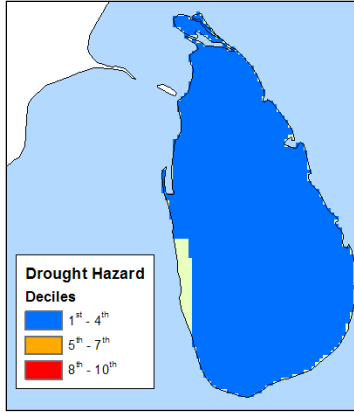 Drought Hazard
Deciles
1st - 4th
5th - 7th
8th - 10th